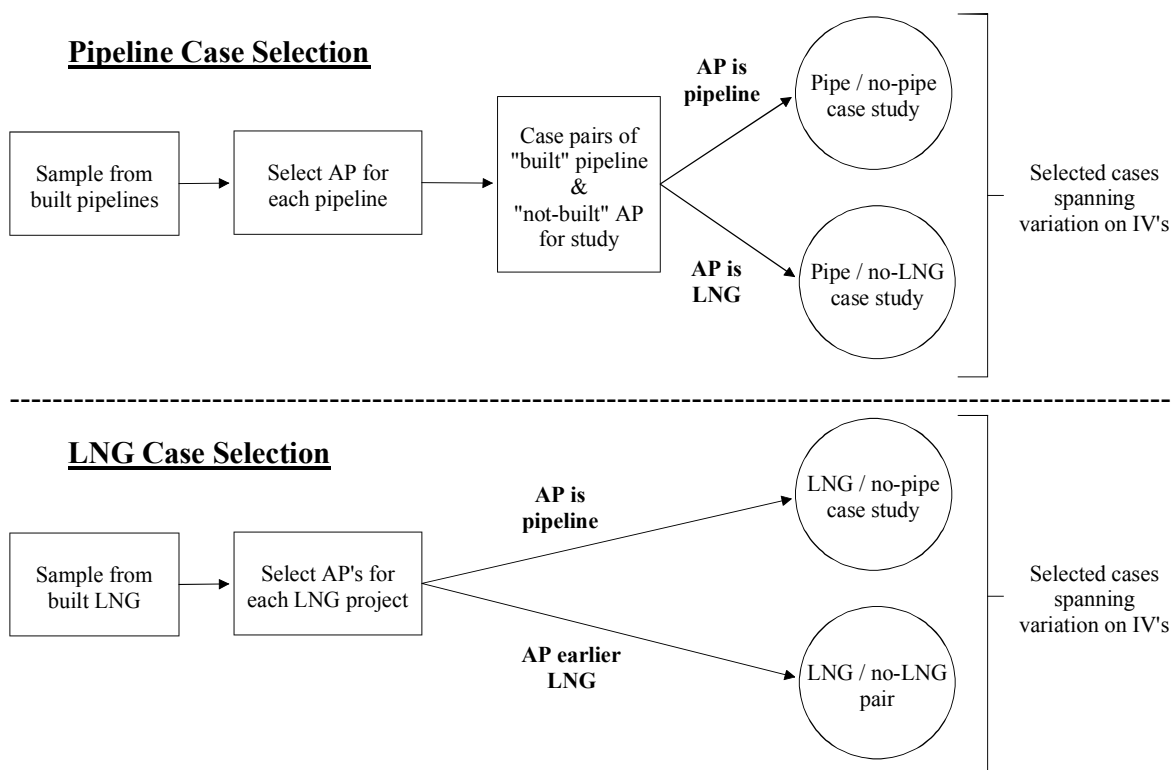 Pipeline Case Selection
Sample from
built pipelines
Select AP for
each pipeline
Case pairs of
"built" pipeline
&
"not-built" AP
for study
AP is
pipeline
AP is
LNG
Pipe / no-pipe
case study
Pipe / no-LNG
case study
Selected cases
spanning
variation on IV's
LNG Case Selection
Sample from
built LNG
Select AP's for
each LNG project
AP is
pipeline
AP earlier
LNG
LNG / no-pipe
case study
LNG / no-LNG
pair
Selected cases
spanning
variation on IV's